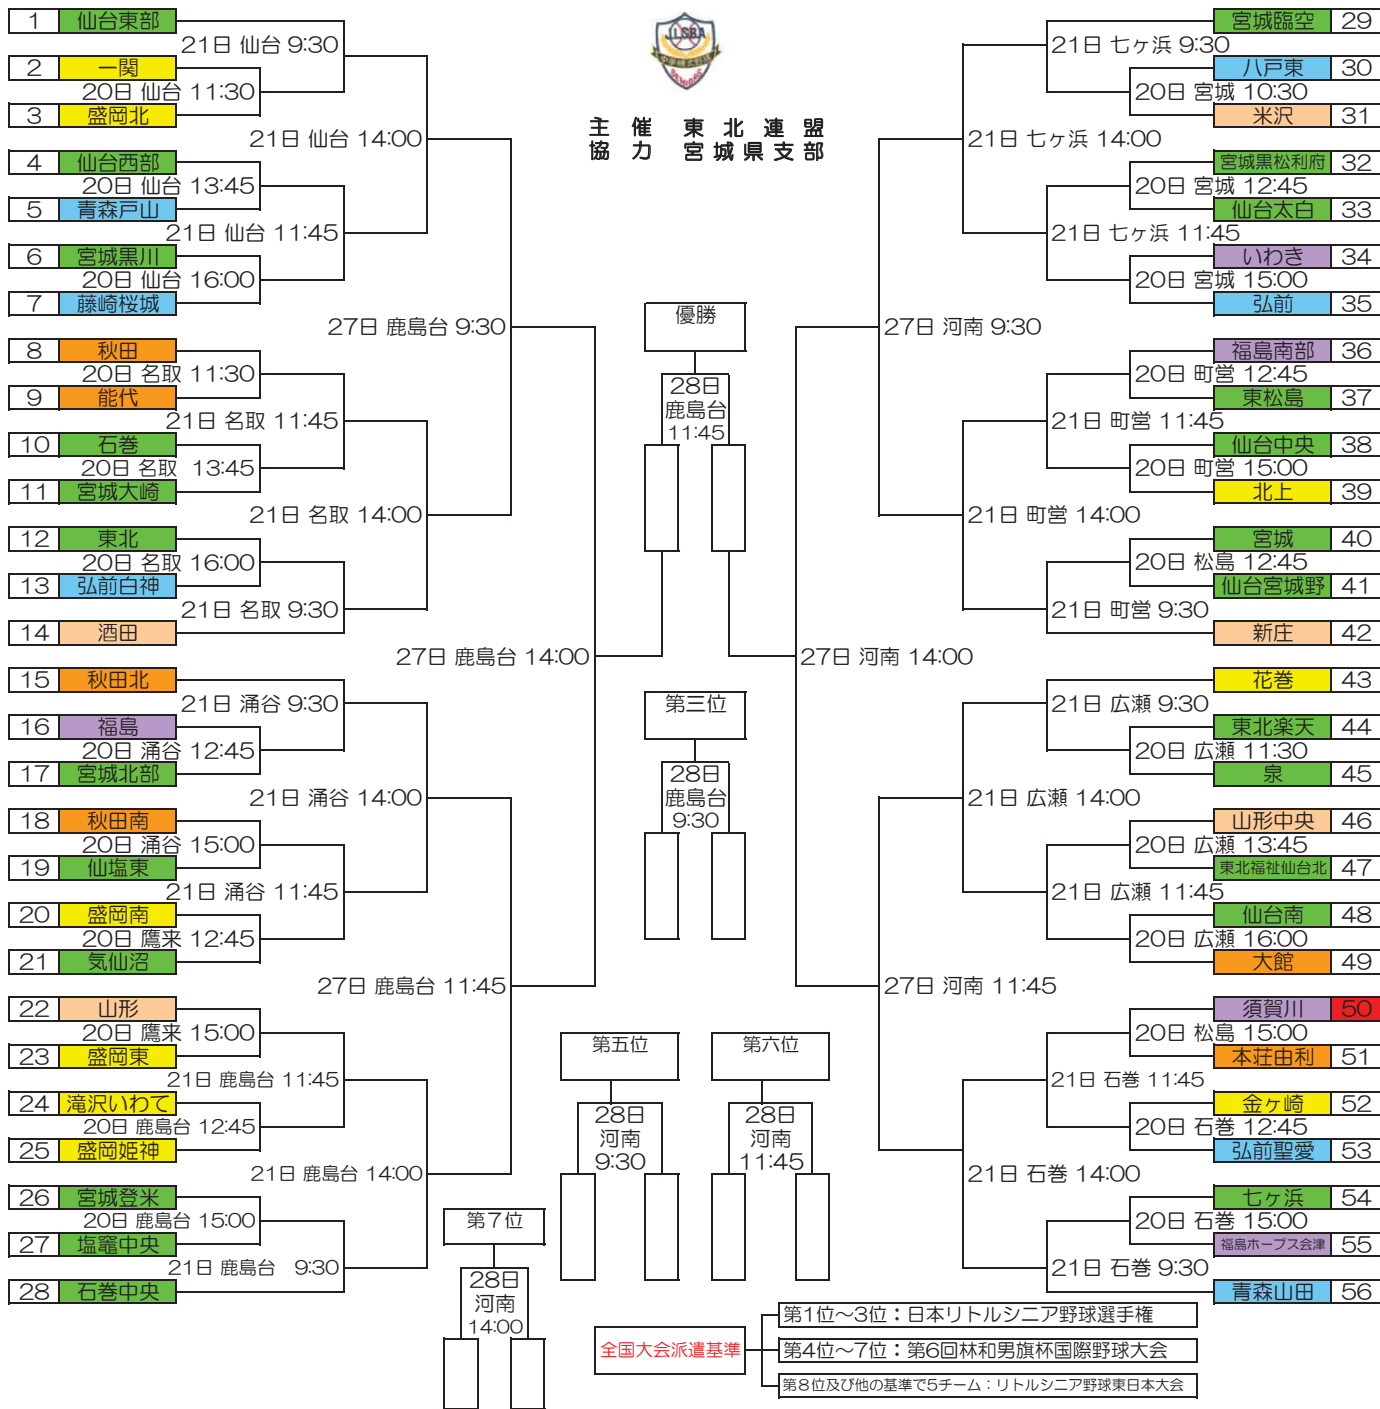 JLSBA
主 催 東 北 連 盟
協 力 宮 城 県 支 部
1 仙台東部
21日 仙台 9:30
2 一関
20日 仙台 11:30
3 盛岡北
21日 仙台 14:00
4 仙台西部
20日 仙台 13:45
5 青森戸山
21日 仙台 11:45
6 宮城黒川
20日 仙台 16:00
7 藤崎桜城
27日 鹿島台 9:30
8 秋田
20日 名取 11:30
9 能代
21日 名取 11:45
10 石巻
20日 名取 13:45
11 宮城大崎
21日 名取 14:00
12 東北
20日 名取 16:00
13 弘前白神
21日 名取 9:30
14 酒田
27日 鹿島台 14:00
15 秋田北
21日 涌谷 9:30
16 福島
20日 涌谷 12:45
17 宮城北部
21日 涌谷 14:00
18 秋田南
20日 涌谷 15:00
19 仙塩東
21日 涌谷 11:45
20 盛岡南
20日 鷹来 12:45
21 気仙沼
27日 鹿島台 11:45
22 山形
20日 鷹来 15:00
23 盛岡東
21日 鹿島台 11:45
24 滝沢いわて
20日 鹿島台 12:45
25 盛岡姫神
21日 鹿島台 14:00
26 宮城登米
20日 鹿島台 15:00
27 塩竈中央
21日 鹿島台 9:30
28 石巻中央
優勝
28日
鹿島台
11:45
第三位
28日
鹿島台
9:30
第五位
28日
河南
9:30
第六位
28日
河南
11:45
第7位
28日
河南
14:00
宮城臨空 29
21日 七ヶ浜 9:30
八戸東 30
20日 宮城 10:30
米沢 31
21日 七ヶ浜 14:00
宮城黒松利府 32
20日 宮城 12:45
仙台太白 33
21日 七ヶ浜 11:45
いわき 34
20日 宮城 15:00
弘前 35
27日 河南 9:30
福島南部 36
20日 町営 12:45
東松島 37
21日 町営 11:45
仙台中央 38
20日 町営 15:00
北上 39
21日 町営 14:00
宮城 40
20日 松島 12:45
仙台宮城野 41
21日 町営 9:30
新庄 42
27日 河南 14:00
花巻 43
21日 広瀬 9:30
東北楽天 44
20日 広瀬 11:30
泉 45
21日 広瀬 14:00
山形中央 46
20日 広瀬 13:45
東北福祉仙台北 47
21日 広瀬 11:45
仙台南 48
20日 広瀬 16:00
大館 49
27日 河南 11:45
須賀川 50
20日 松島 15:00
本荘由利 51
21日 石巻 11:45
金ヶ崎 52
20日 石巻 12:45
弘前聖愛 53
21日 石巻 14:00
七ヶ浜 54
20日 石巻 15:00
福島ホープス会津 55
21日 石巻 9:30
青森山田 56
全国大会派遣基準
第1位～3位：日本リトルシニア野球選手権
第4位～7位：第6回林和男旗杯国際野球大会
第8位及び他の基準で5チーム：リトルシニア野球東日本大会